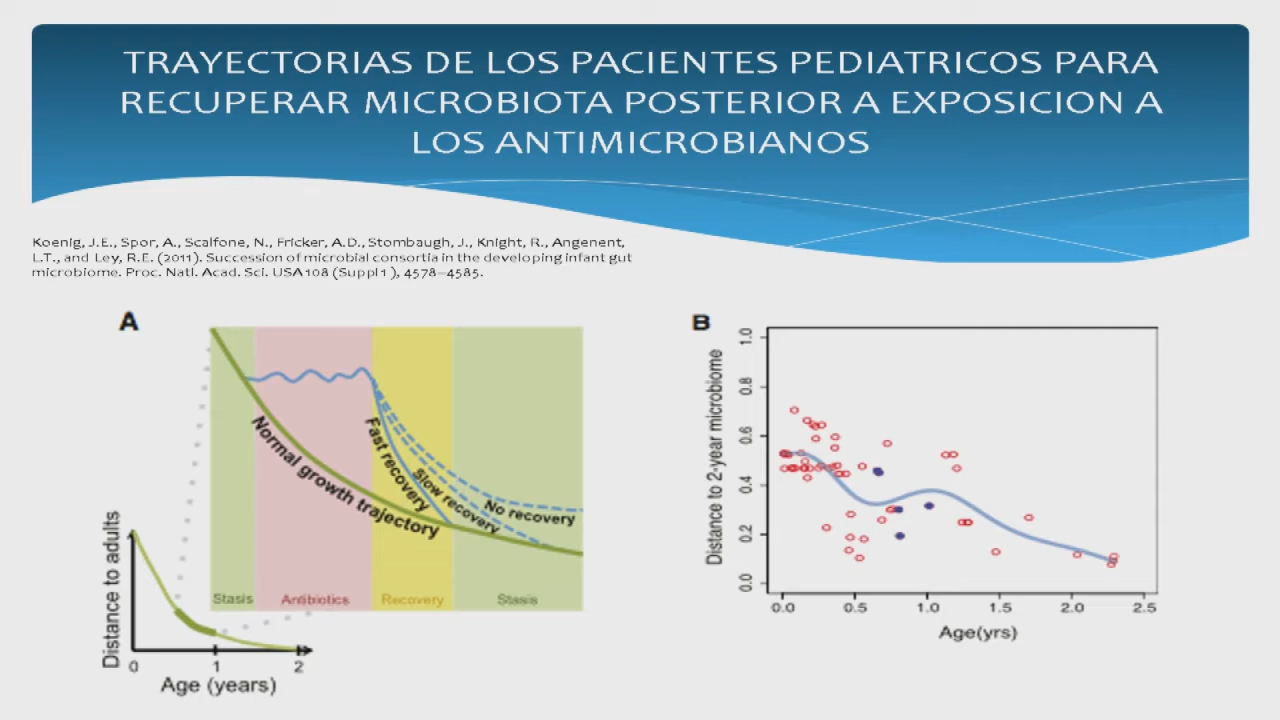 TRAYECTORIAS DE LOS PACIENTES PEDIATRICOS PARA
RECUPERAR MICROBIOTA POSTERIOR A EXPOSICION A
LOS ANTIMICROBIANOS
Koenig, J.E., Spor, A., Scalfone, N., Fricker, A.D., Stombaugh, J., Knight, R., Angenent,
L.T., and Ley, R.E. (2011). Succession of microbial consortia in the developing infant gut
microbiome. Proc. Natl. Acad. Sci. USA 108 (Suppl 1 ), 4578–4585.
A
Normal growth trajectory
Fast recovery
Slow recovery
No recovery
Stasis
Antibiotics
Recovery
Stasis
Distance to adults
0
1
2
Age (years)
B
Distance to 2-year microbiome
1.0
0.8
0.6
0.4
0.2
0.0
0.0
0.5
1.0
1.5
2.0
2.5
Age(yrs)